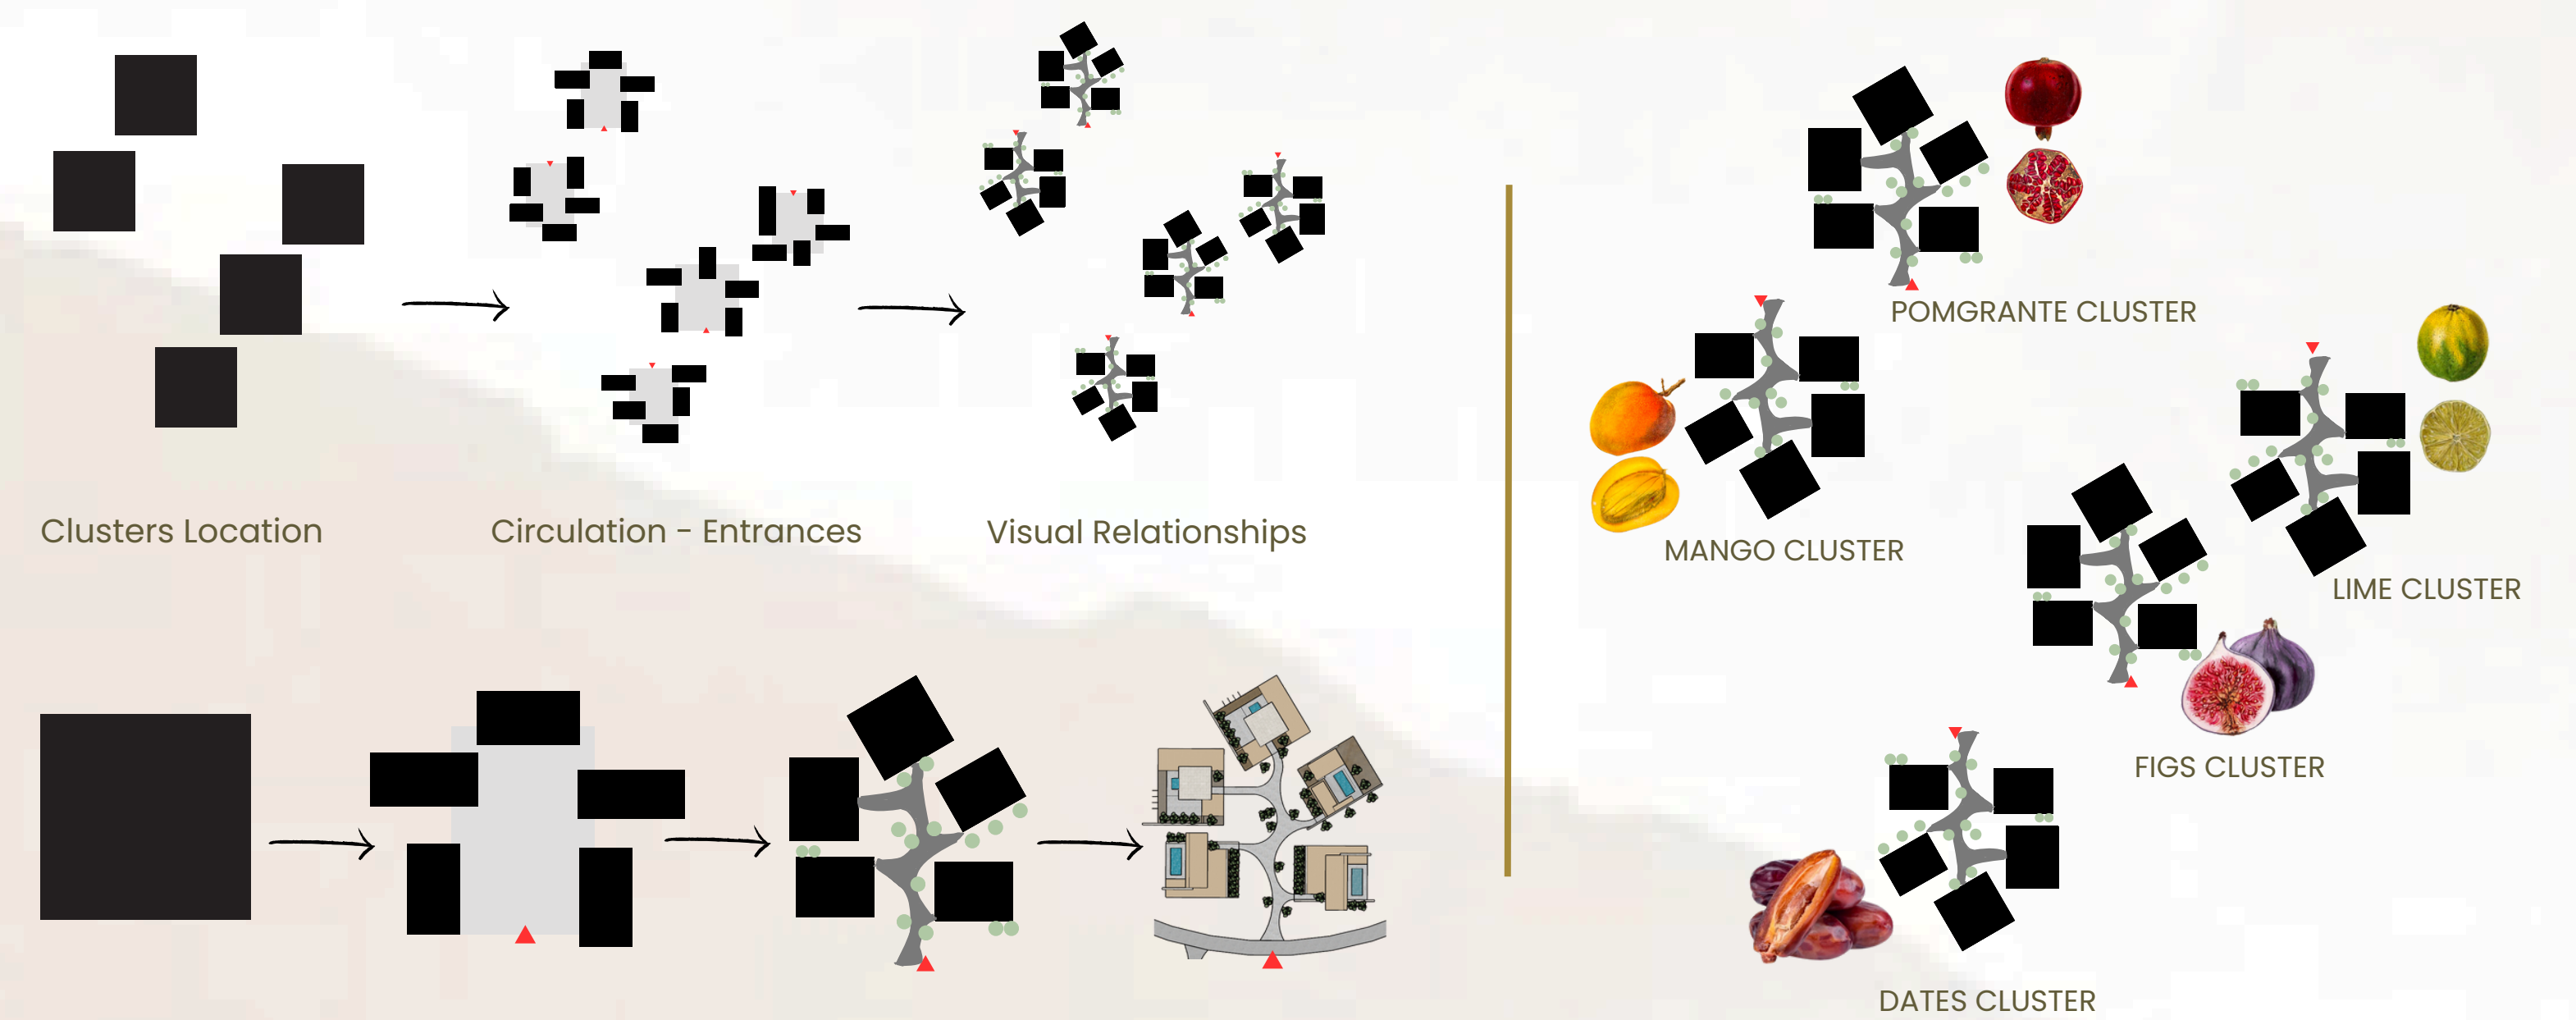 Clusters Location
Circulation - Entrances
Visual Relationships
POMGRANTE CLUSTER
MANGO CLUSTER
LIME CLUSTER
FIGS CLUSTER
DATES CLUSTER